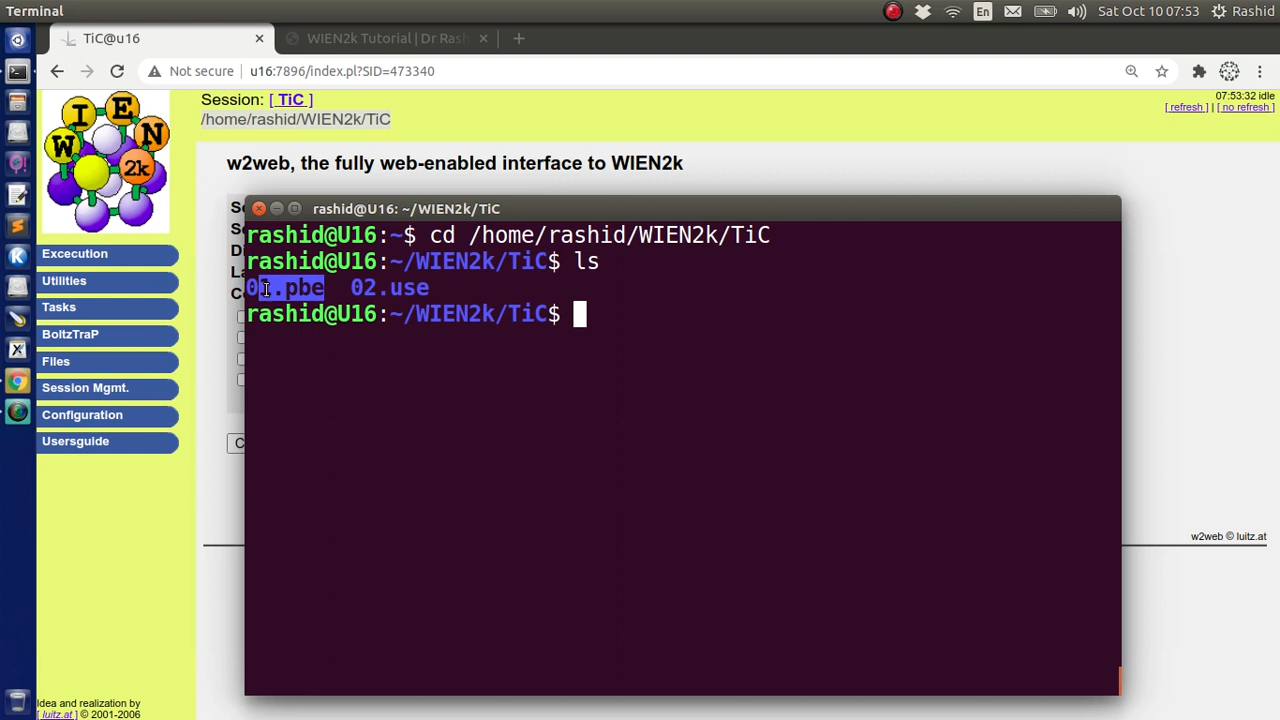 Terminal
En
Sat Oct 10 07:53
Rashid
TiC@u16
WIEN2k Tutorial | Dr Rash
Not secure
u16:7896/index.pl?SID=473340
W I E N 2k
Session: [ TiC ]
/home/rashid/WIEN2k/TiC
07:53:32 idle
[ refresh ] | [ no refresh ]
w2web, the fully web-enabled interface to WIEN2k
Execution
Utilities
Tasks
BoltzTraP
Files
Session Mgmt.
Configuration
Usersguide
rashid@U16: ~/WIEN2k/TiC
rashid@U16:~$ cd /home/rashid/WIEN2k/TiC
rashid@U16:~/WIEN2k/TiC$ ls
01.pbe 02.use
rashid@U16:~/WIEN2k/TiC$
w2web © luitz.at
Idea and realization by
[ luitz.at ] © 2001-2006